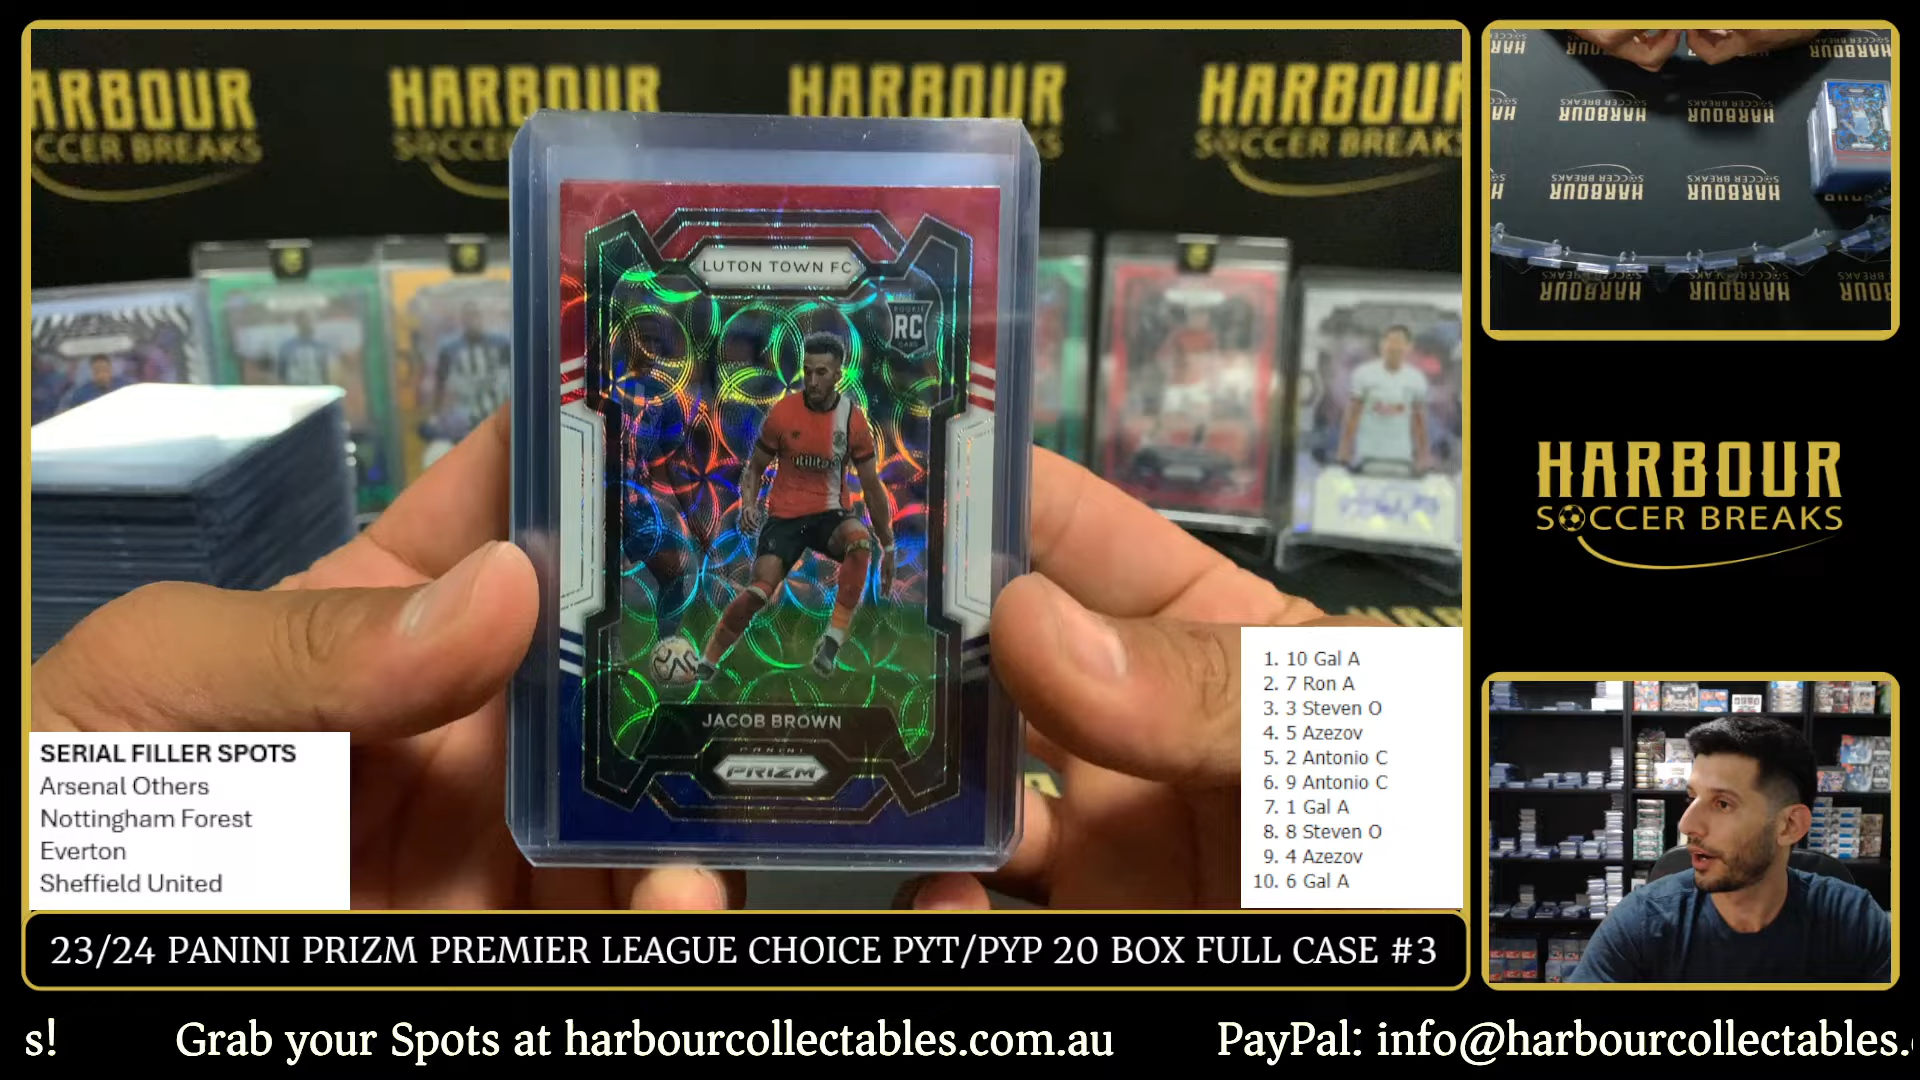 HARBOUR
SOCCER BREAKS
LUTON TOWN FC
ROOKIE
RC
CARD
utilita
JACOB BROWN
PANINI
PRIZM
SERIAL FILLER SPOTS
Arsenal Others
Nottingham Forest
Everton
Sheffield United
1. 10 Gal A
2. 7 Ron A
3. 3 Steven O
4. 5 Azezov
5. 2 Antonio C
6. 9 Antonio C
7. 1 Gal A
8. 8 Steven O
9. 4 Azezov
10. 6 Gal A
HARBOUR
SOCCER BREAKS
23/24 PANINI PRIZM PREMIER LEAGUE CHOICE PYT/PYP 20 BOX FULL CASE #3
s! Grab your Spots at harbourcollectables.com.au PayPal: info@harbourcollectables.